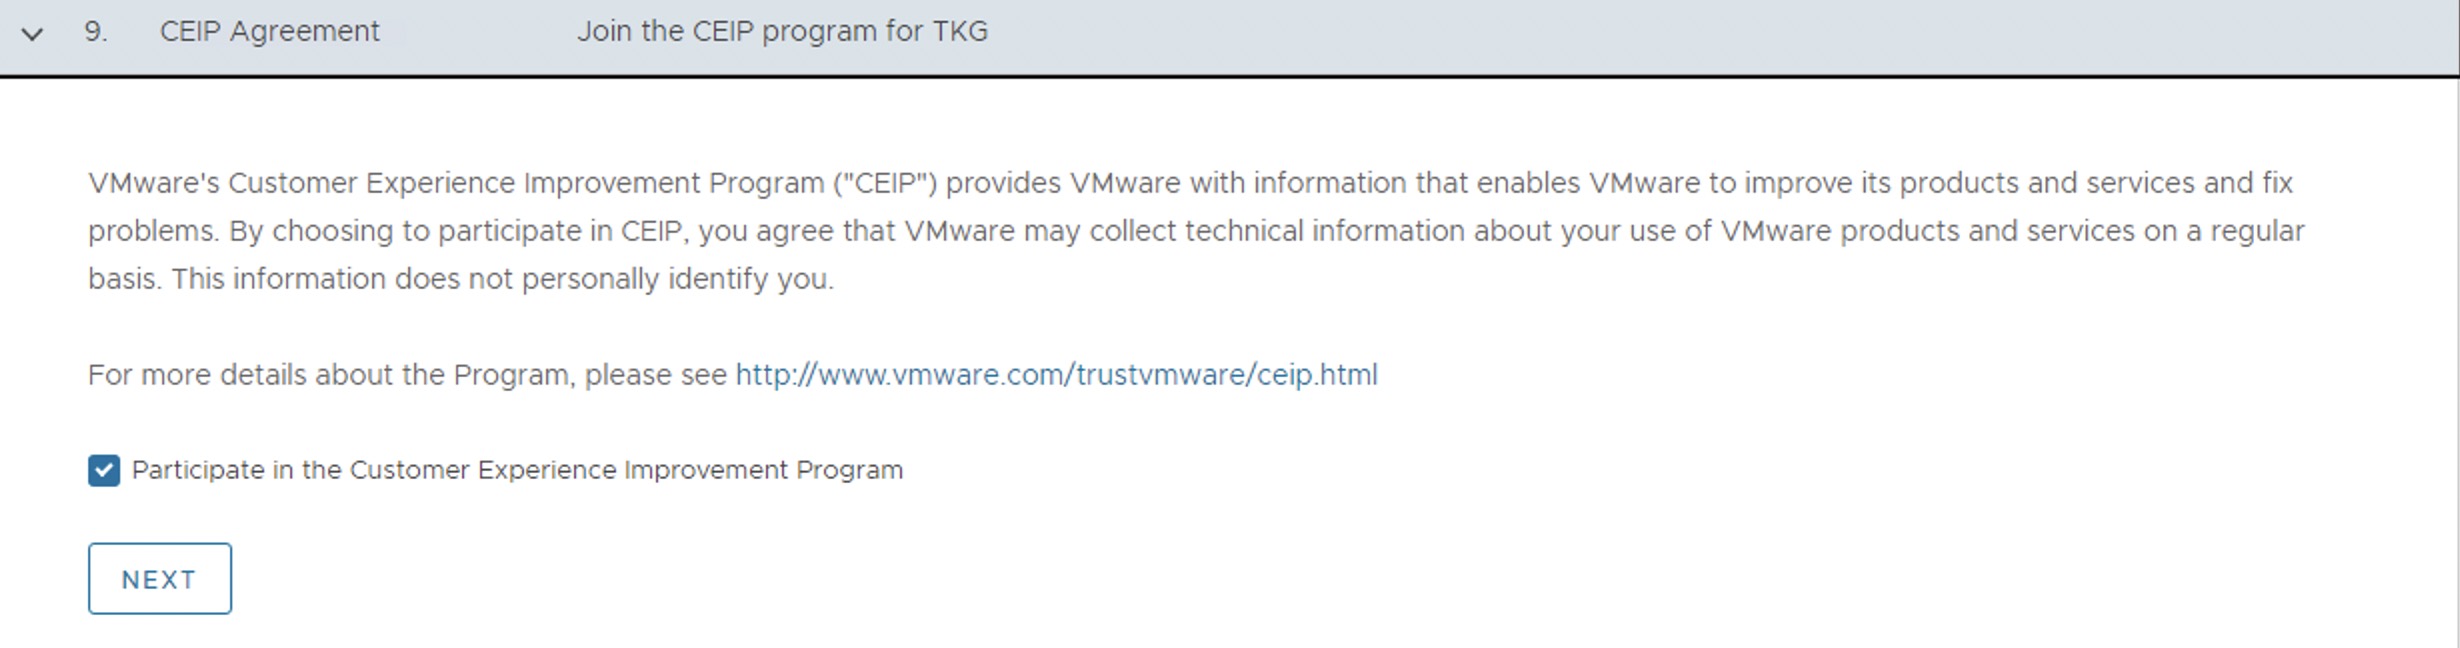 9. CEIP Agreement Join the CEIP program for TKG
VMware's Customer Experience Improvement Program ("CEIP") provides VMware with information that enables VMware to improve its products and services and fix
problems. By choosing to participate in CEIP, you agree that VMware may collect technical information about your use of VMware products and services on a regular
basis. This information does not personally identify you.
For more details about the Program, please see http://www.vmware.com/trustvmware/ceip.html
Participate in the Customer Experience Improvement Program
NEXT